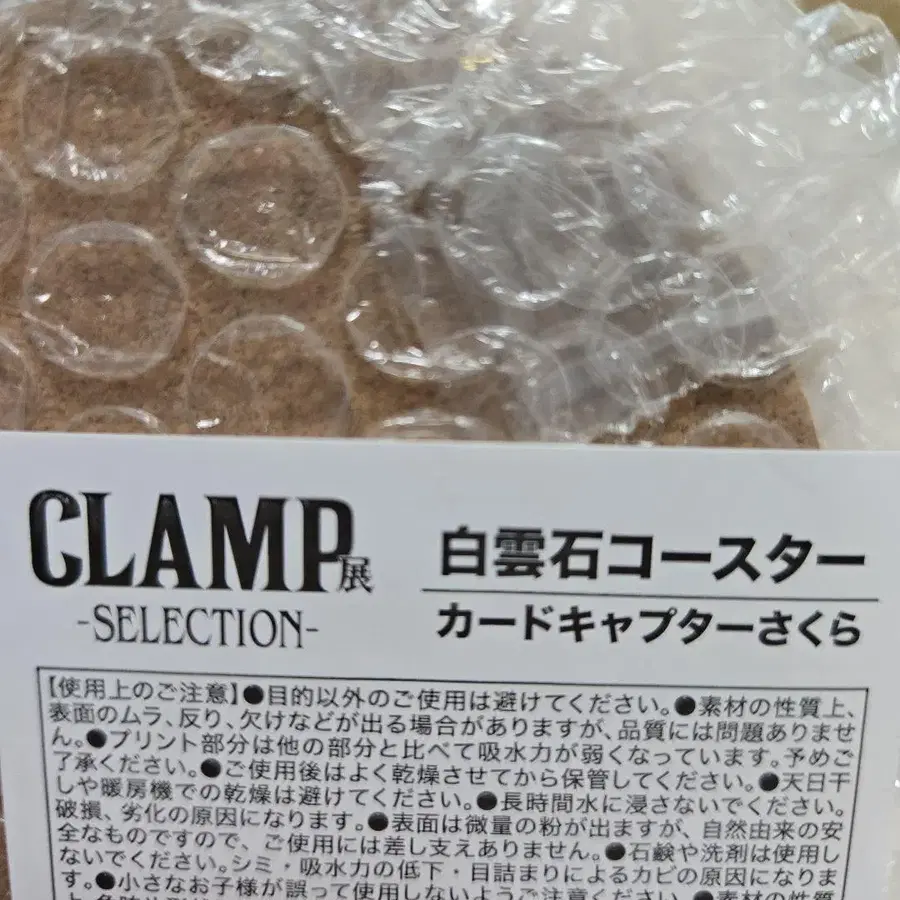 CLAMP展
-SELECTION-
白雲石コースター
カードキャプターさくら
【使用上のご注意】●目的以外のご使用は避けてください。●素材の性質上、
表面のムラ、反り、欠けなどが出る場合がありますが、品質には問題ありませ
ん。●プリント部分は他の部分と比べて吸水力が弱くなっています。予めご
了承ください。●ご使用後はよく乾燥させてから保管してください。●天日干
しや暖房機での乾燥は避けてください。●長時間水に浸さないでください。
破損、劣化の原因になります。●表面は微量の粉が出ますが、自然由来の安
全なものですので、ご使用には差し支えありません。●石鹸や洗剤は使用し
ないでください。シミ・吸水力の低下・目詰まりによるカビの原因になりま
す。●小さなお子様が誤って使用しないようご注意ください。●素材の性質